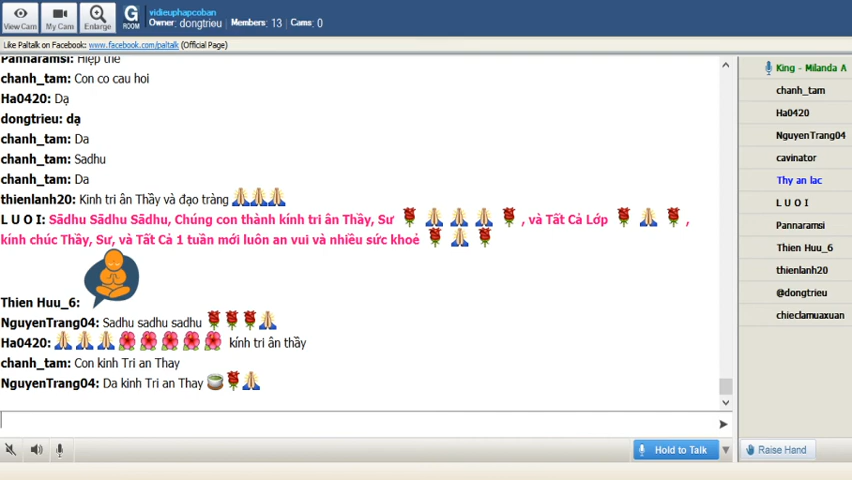 vidieuphapcoban
View Cam My Cam Enlarge G ROOM Owner: dongtrieu Members: 13 Cams: 0
Like Paltalk on Facebook: www.facebook.com/paltalk (Official Page)
Pannaramsi: Hiệp thế
chanh_tam: Con co cau hoi
Ha0420: Dạ
dongtrieu: dạ
chanh_tam: Da
chanh_tam: Sadhu
chanh_tam: Da
thienlanh20: Kinh tri ân Thầy và đạo tràng
L U O I: Sādhu Sādhu Sādhu, Chúng con thành kính tri ân Thầy, Sư , và Tất Cả Lớp ,
kính chúc Thầy, Sư, và Tất Cả 1 tuần mới luôn an vui và nhiều sức khoẻ
Thien Huu_6:
NguyenTrang04: Sadhu sadhu sadhu
Ha0420: kính tri ân thầy
chanh_tam: Con kinh Tri an Thay
NguyenTrang04: Da kinh Tri an Thay
Hold to Talk
King - Milanda A
chanh_tam
Ha0420
NguyenTrang04
cavinator
Thy an lac
L U O I
Pannaramsi
Thien Huu_6
thienlanh20
@dongtrieu
chieclamuaxuan
Raise Hand